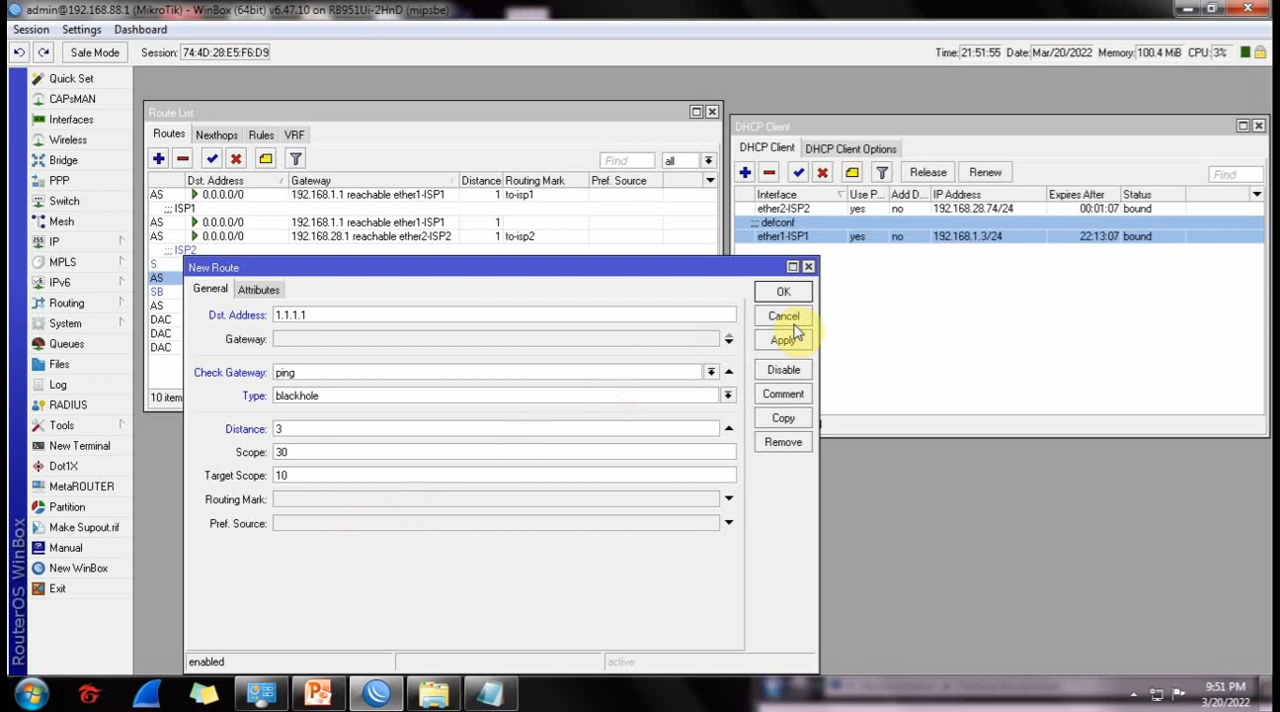 admin@192.168.88.1 (MikroTik) - WinBox (64bit) v6.47.10 on RB951Ui-2HnD (mipsbe)
Session Settings Dashboard
Safe Mode Session: 74:4D:28:E5:F6:D9 Time: 21:51:55 Date: Mar/20/2022 Memory: 100.4 MiB CPU: 3%
Quick Set
CAPsMAN
Interfaces
Wireless
Bridge
PPP
Switch
Mesh
IP
MPLS
IPv6
Routing
System
Queues
Files
Log
RADIUS
Tools
New Terminal
Dot1X
MetaROUTER
Partition
Make Supout.rif
Manual
New WinBox
Exit
RouterOS WinBox
Route List
Routes Nexthops Rules VRF
Find all
Dst. Address Gateway Distance Routing Mark Pref. Source
AS 0.0.0.0/0 192.168.1.1 reachable ether1-ISP1 1 to-isp1
;;; ISP1
AS 0.0.0.0/0 192.168.1.1 reachable ether1-ISP1 1
AS 0.0.0.0/0 192.168.28.1 reachable ether2-ISP2 1 to-isp2
;;; ISP2
S
AS
SB
AS
DAC
DAC
DAC
10 item
DHCP Client
DHCP Client DHCP Client Options
Release Renew Find
Interface Use P... Add D... IP Address Expires After Status
ether2-ISP2 yes no 192.168.28.74/24 00:01:07 bound
;;; defconf
ether1-ISP1 yes no 192.168.1.3/24 22:13:07 bound
New Route
General Attributes
Dst. Address: 1.1.1.1
Gateway:
Check Gateway: ping
Type: blackhole
Distance: 3
Scope: 30
Target Scope: 10
Routing Mark:
Pref. Source:
OK
Cancel
Apply
Disable
Comment
Copy
Remove
enabled active
9:51 PM
3/20/2022